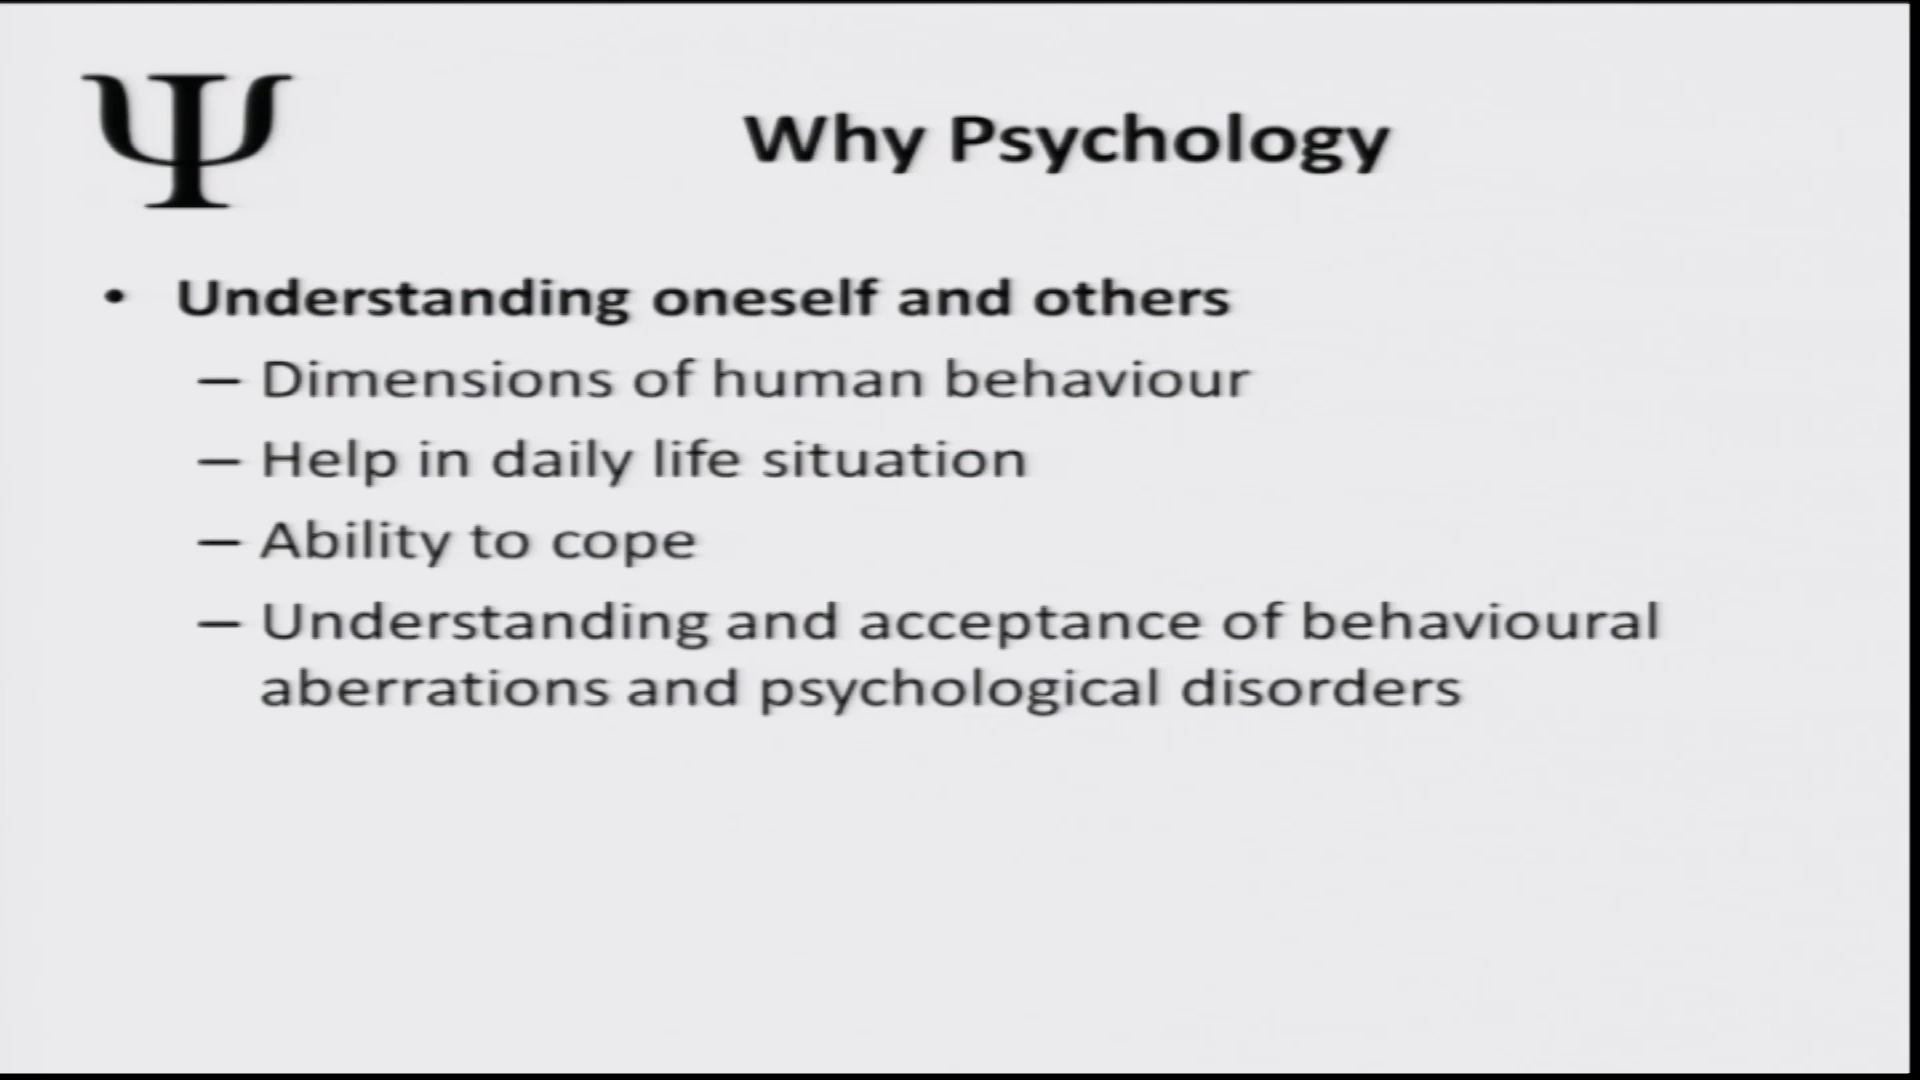 Ψ
Why Psychology
• Understanding oneself and others
– Dimensions of human behaviour
– Help in daily life situation
– Ability to cope
– Understanding and acceptance of behavioural
aberrations and psychological disorders